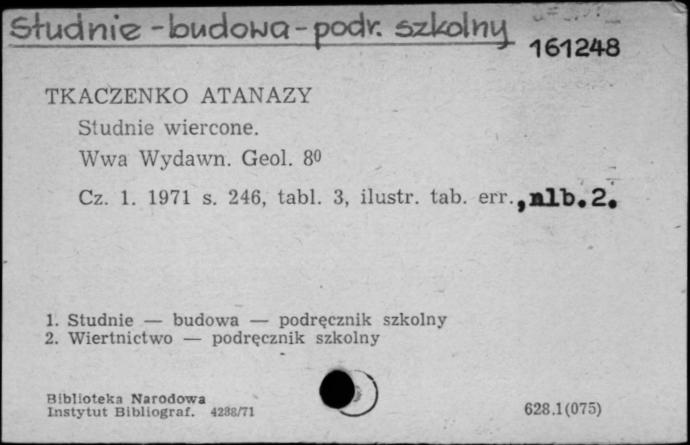 Studnie - budowa - podr. szkolny
161248
TKACZENKO ATANAZY
Studnie wiercone.
Wwa Wydawn. Geol. 8⁰
Cz. 1. 1971 s. 246, tabl. 3, ilustr. tab. err., nlb. 2.
1. Studnie — budowa — podręcznik szkolny
2. Wiertnictwo — podręcznik szkolny
Biblioteka Narodowa
Instytut Bibliograf. 4238/71
628.1(075)